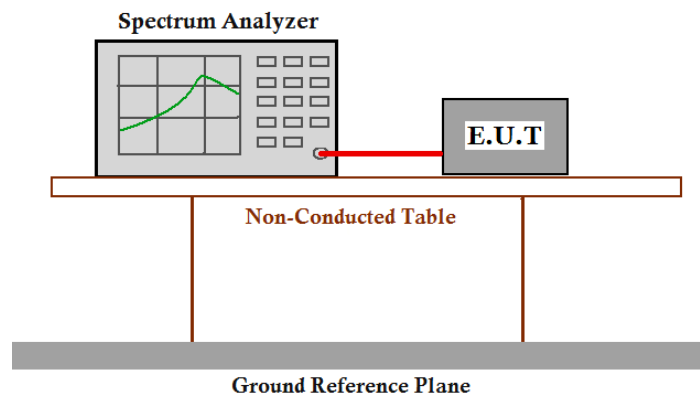 Spectrum Analyzer
E.U.T
Non-Conducted Table
Ground Reference Plane